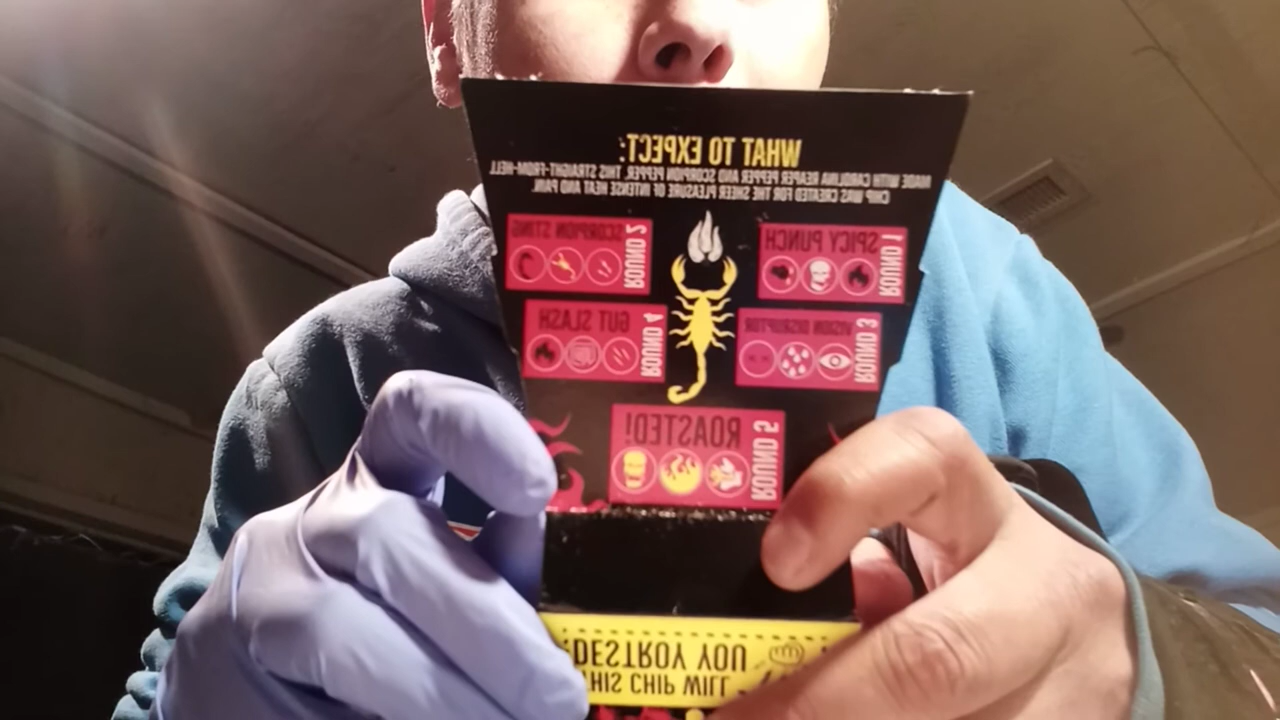 WHAT TO EXPECT:
MADE WITH CAROLINA REAPER PEPPER AND SCORPION PEPPER, THIS STRAIGHT-FROM-HELL
CHIP WAS CREATED FOR THE SHEER PLEASURE OF INTENSE HEAT AND PAIN.
ROUND 1
SPICY PUNCH
ROUND 2
SCORPION STING
ROUND 3
VISION DISRUPTOR
ROUND 4
GUT SLASH
ROUND 5
ROASTED!
THIS CHIP WILL
DESTROY YOU